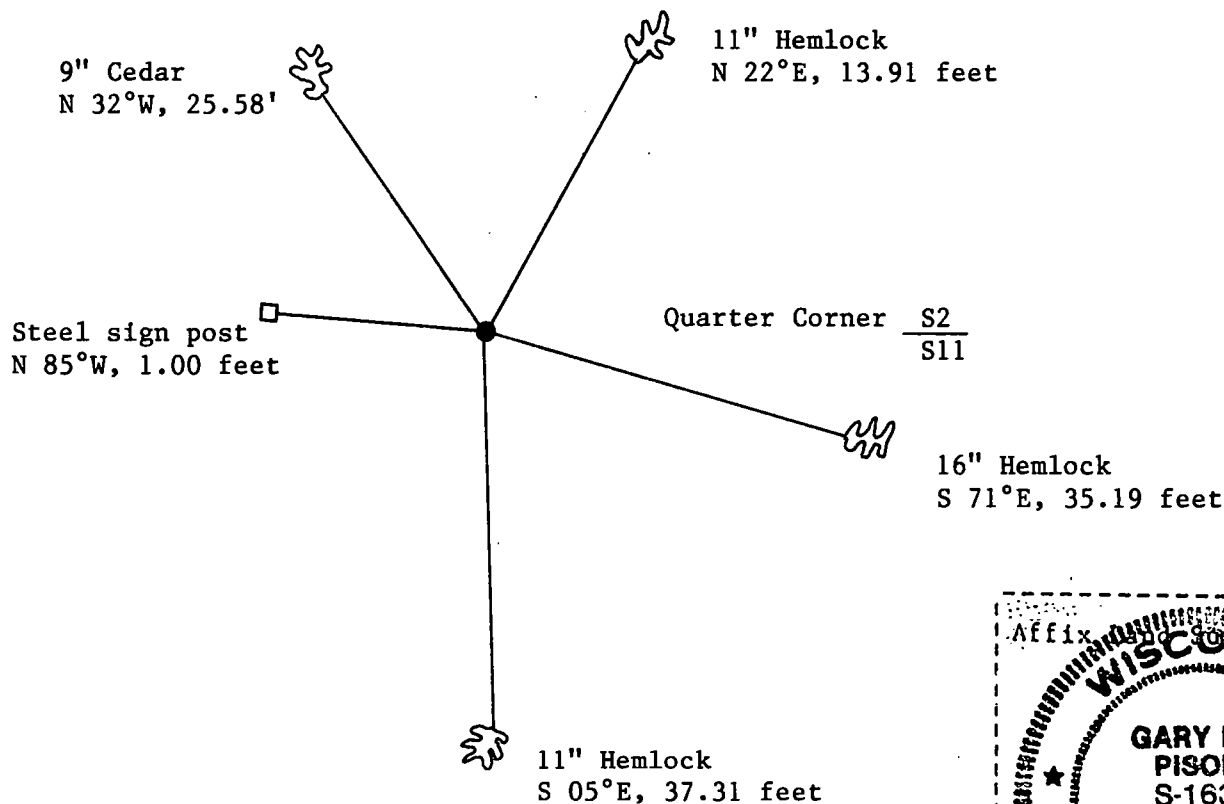 11" Hemlock
N 22°E, 13.91 feet
9" Cedar
N 32°W, 25.58'
Steel sign post
N 85°W, 1.00 feet
Quarter Corner S2
S11
16" Hemlock
S 71°E, 35.19 feet
11" Hemlock
S 05°E, 37.31 feet
Affix
WISCO
GARY
PISO
S-163